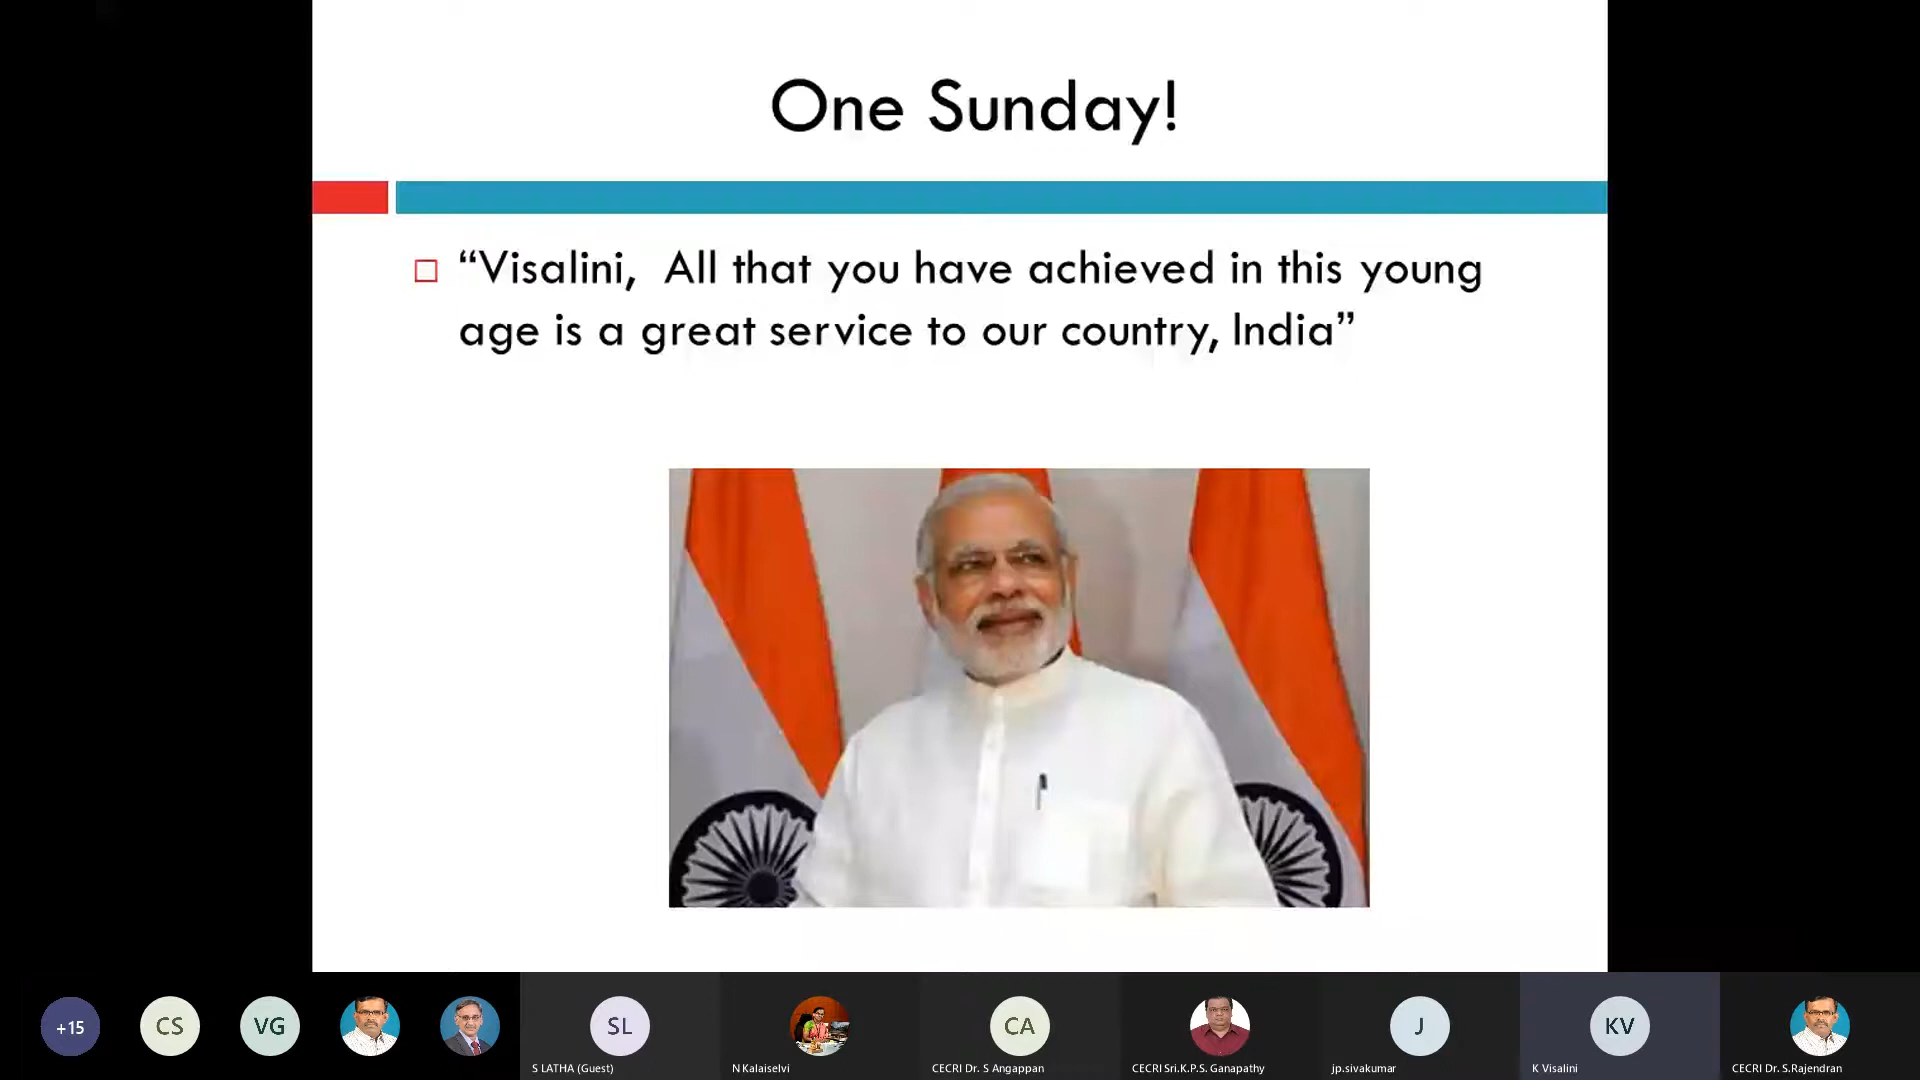 One Sunday!
“Visalini,  All that you have achieved in this young
age is a great service to our country, India”
+15
CS
VG
SL
CA
J
KV
S LATHA (Guest)
N Kalaiselvi
CECRI Dr. S Angappan
CECRI Sri.K.P.S. Ganapathy
jp.sivakumar
K Visalini
CECRI Dr. S.Rajendran